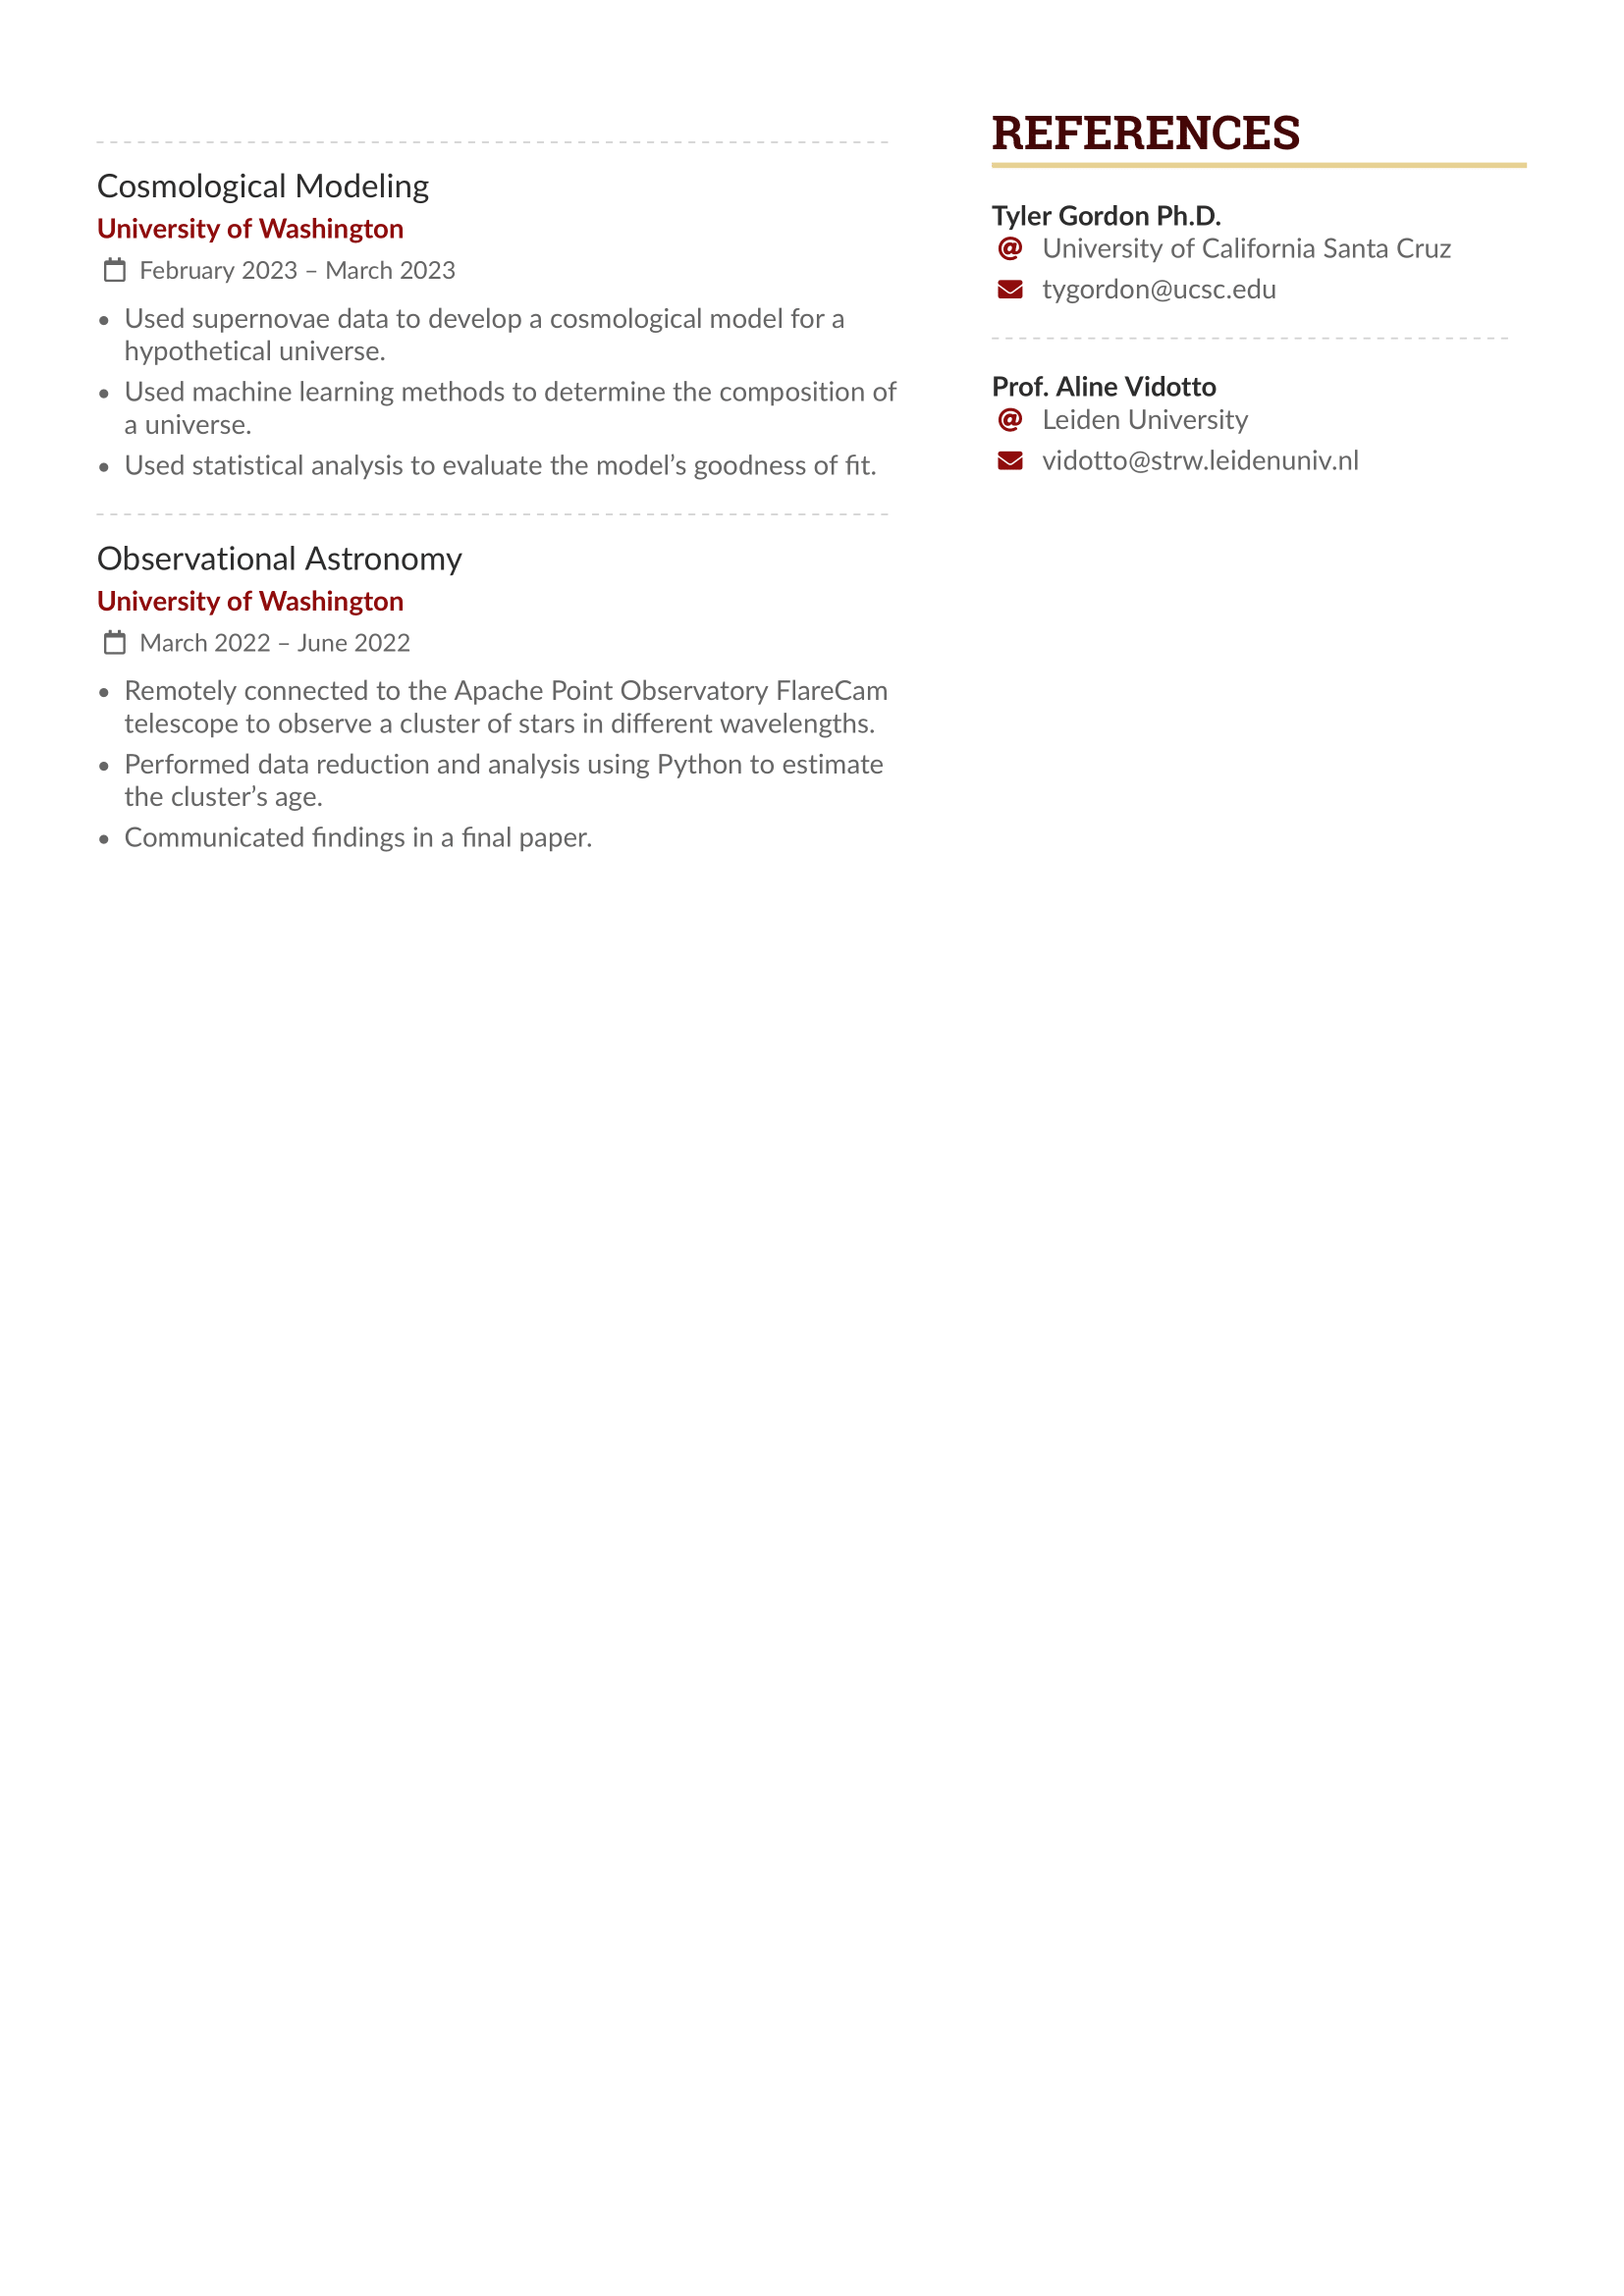 Cosmological Modeling
University of Washington
February 2023 – March 2023
• Used supernovae data to develop a cosmological model for a
hypothetical universe.
• Used machine learning methods to determine the composition of
a universe.
• Used statistical analysis to evaluate the model’s goodness of fit.
Observational Astronomy
University of Washington
March 2022 – June 2022
• Remotely connected to the Apache Point Observatory FlareCam
telescope to observe a cluster of stars in different wavelengths.
• Performed data reduction and analysis using Python to estimate
the cluster’s age.
• Communicated findings in a final paper.
REFERENCES
Tyler Gordon Ph.D.
@ University of California Santa Cruz
tygordon@ucsc.edu
Prof. Aline Vidotto
@ Leiden University
vidotto@strw.leidenuniv.nl